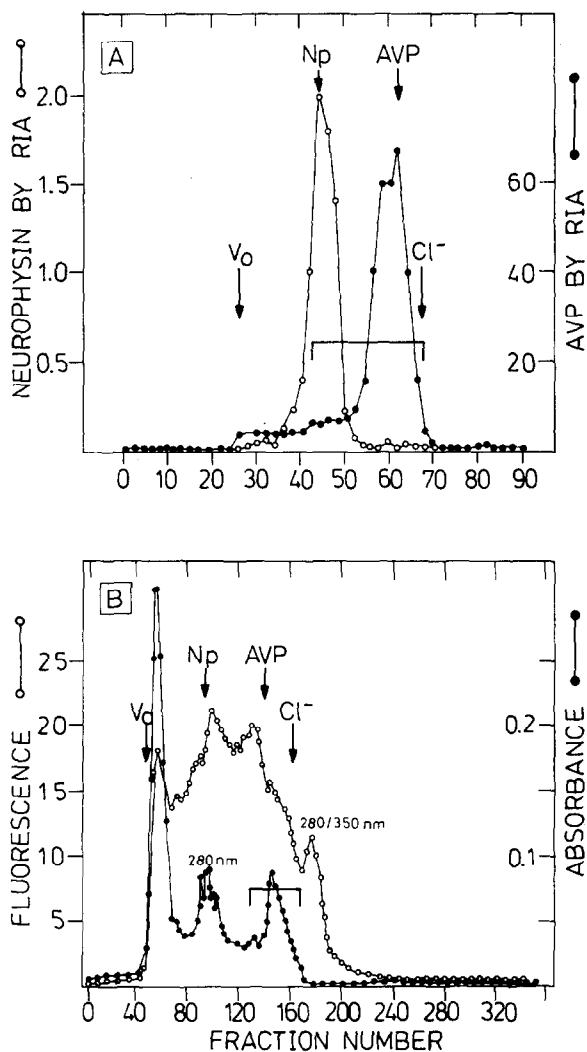 A
Np
AVP
2.0
1.5
1.0
0.5
60
40
20
Vo
Cl-
NEUROPHYSIN BY RIA
AVP BY RIA
0 10 20 30 40 50 60 70 80 90
B
Np
AVP
Vo
Cl-
25
20
15
10
5
0.2
0.1
280/350 nm
280 nm
FLUORESCENCE
ABSORBANCE
0 40 80 120 160 200 240 280 320
FRACTION NUMBER